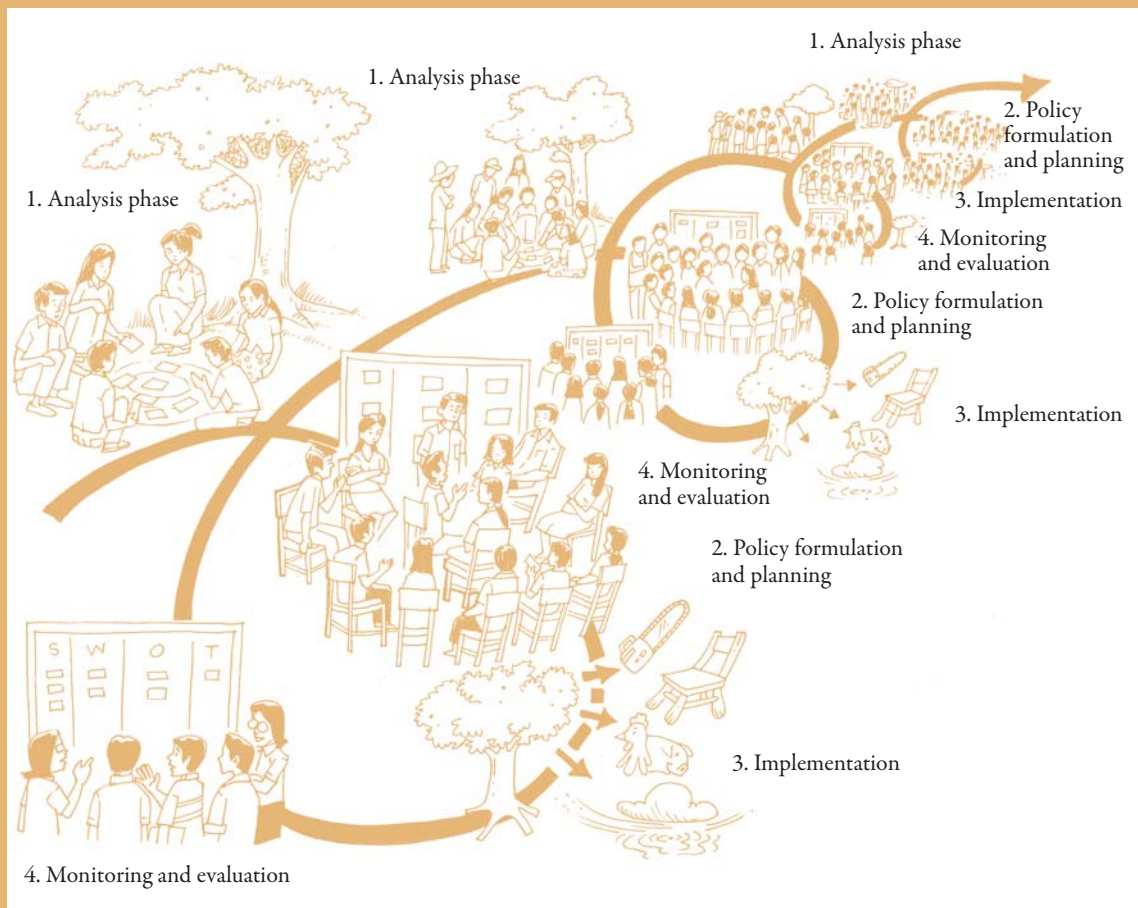 1. Analysis phase
1. Analysis phase
1. Analysis phase
2. Policy
formulation
and planning
3. Implementation
4. Monitoring
and evaluation
2. Policy formulation
and planning
3. Implementation
4. Monitoring
and evaluation
2. Policy formulation
and planning
S W O T
3. Implementation
4. Monitoring and evaluation